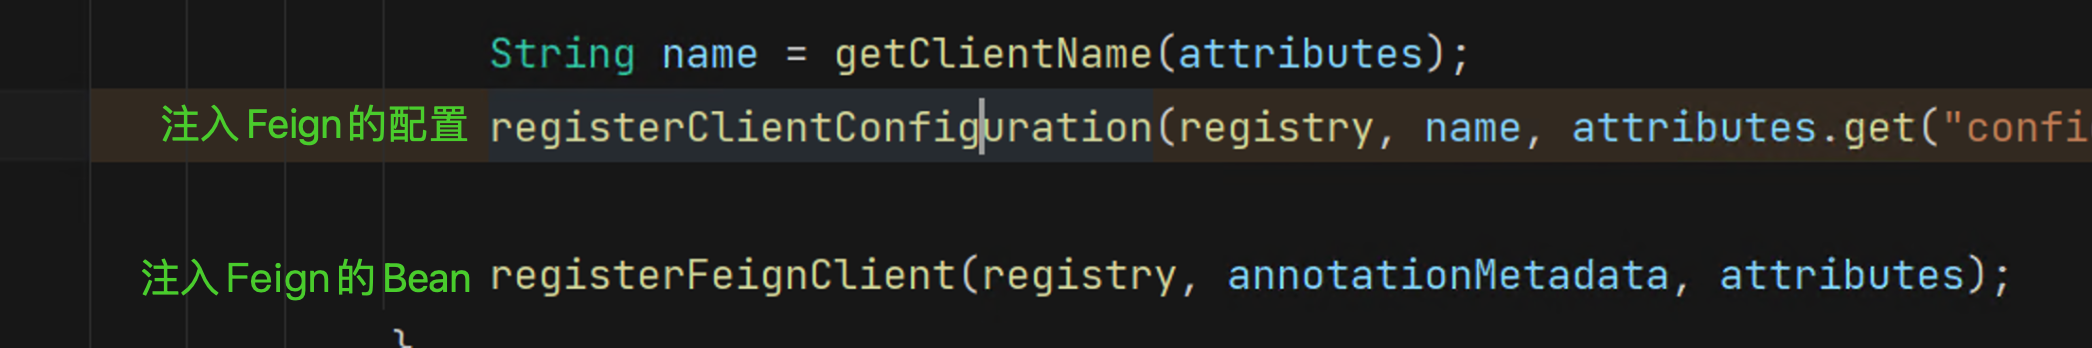 String name = getClientName(attributes);
注入 Feign 的配置 registerClientConfiguration(registry, name, attributes.get("confi
注入 Feign 的 Bean registerFeignClient(registry, annotationMetadata, attributes);
}